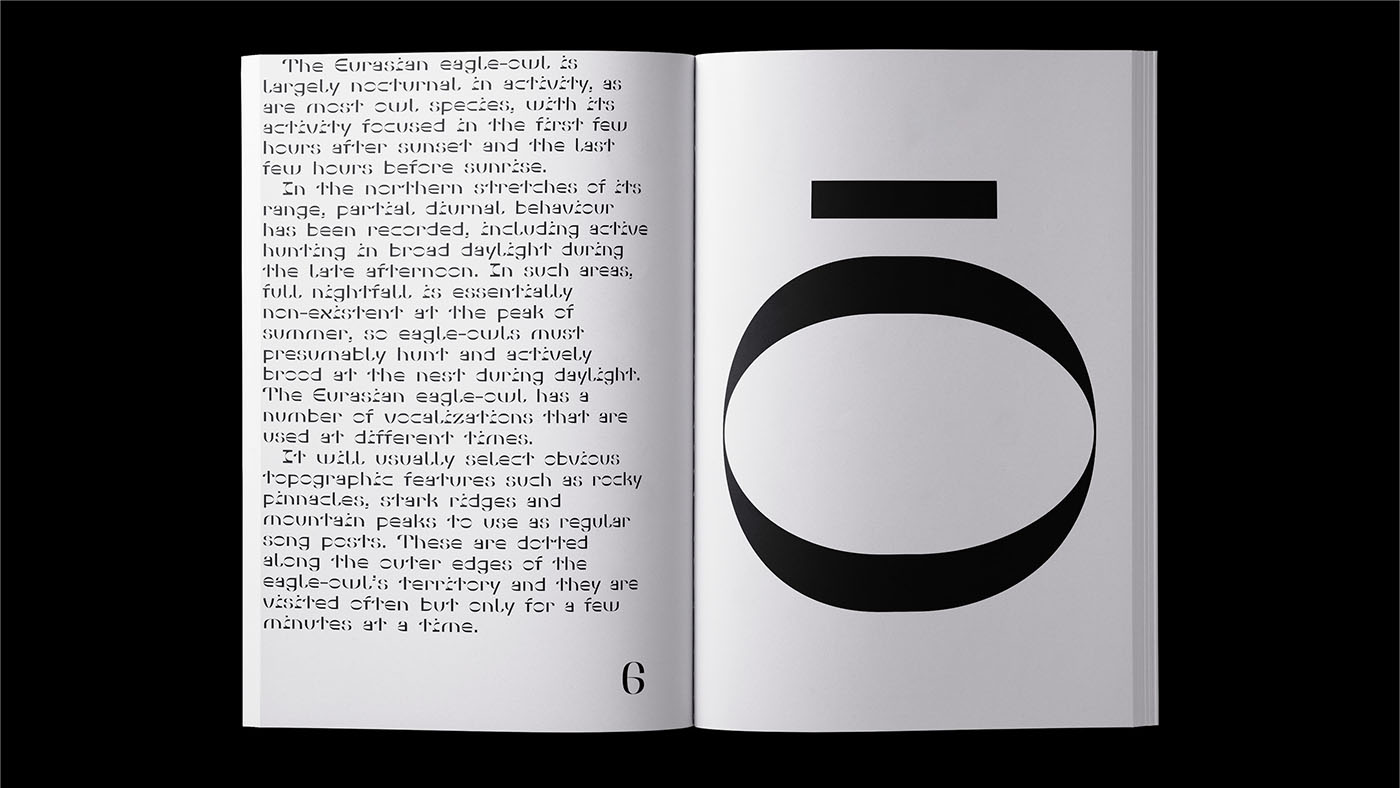 The Eurasian eagle-owl is
largely nocturnal in activity, as
are most owl species, with its
activity focused in the first few
hours after sunset and the last
few hours before sunrise.
In the northern stretches of its
range, partial diurnal behaviour
has been recorded, including active
hunting in broad daylight during
the late afternoon. In such areas,
full nightfall is essentially
non-existent at the peak of
summer, so eagle-owls must
presumably hunt and actively
brood at the nest during daylight.
The Eurasian eagle-owl has a
number of vocalizations that are
used at different times.
It will usually select obvious
topographic features such as rocky
pinnacles, stark ridges and
mountain peaks to use as regular
song posts. These are dotted
along the outer edges of the
eagle-owl's territory and they are
visited often but only for a few
minutes at a time.
6
Ō